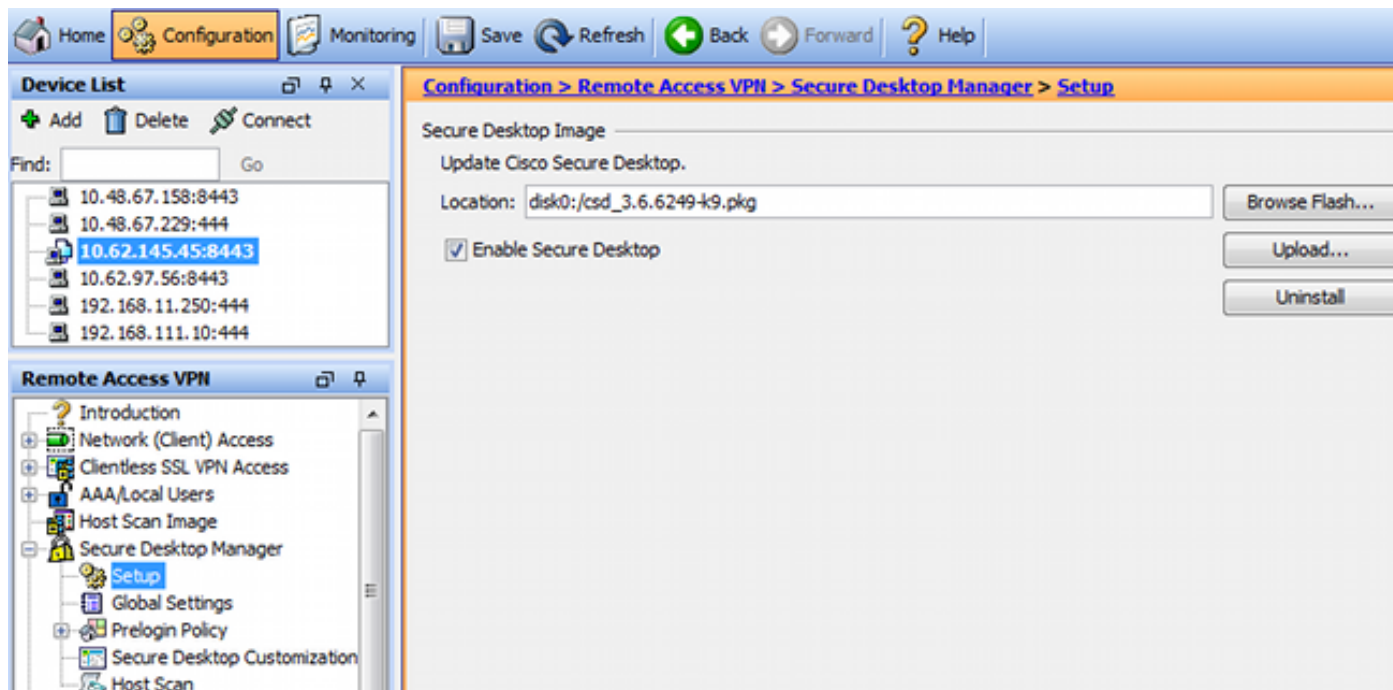 Home Configuration Monitoring Save Refresh Back Forward Help
Device List
Add Delete Connect
Find: Go
10.48.67.158:8443
10.48.67.229:444
10.62.145.45:8443
10.62.97.56:8443
192.168.11.250:444
192.168.111.10:444
Remote Access VPN
Introduction
Network (Client) Access
Clientless SSL VPN Access
AAA/Local Users
Host Scan Image
Secure Desktop Manager
Setup
Global Settings
Prelogin Policy
Secure Desktop Customization
Host Scan
Configuration > Remote Access VPN > Secure Desktop Manager > Setup
Secure Desktop Image
Update Cisco Secure Desktop.
Location: disk0:/csd_3.6.6249-k9.pkg Browse Flash...
Enable Secure Desktop Upload...
Uninstall